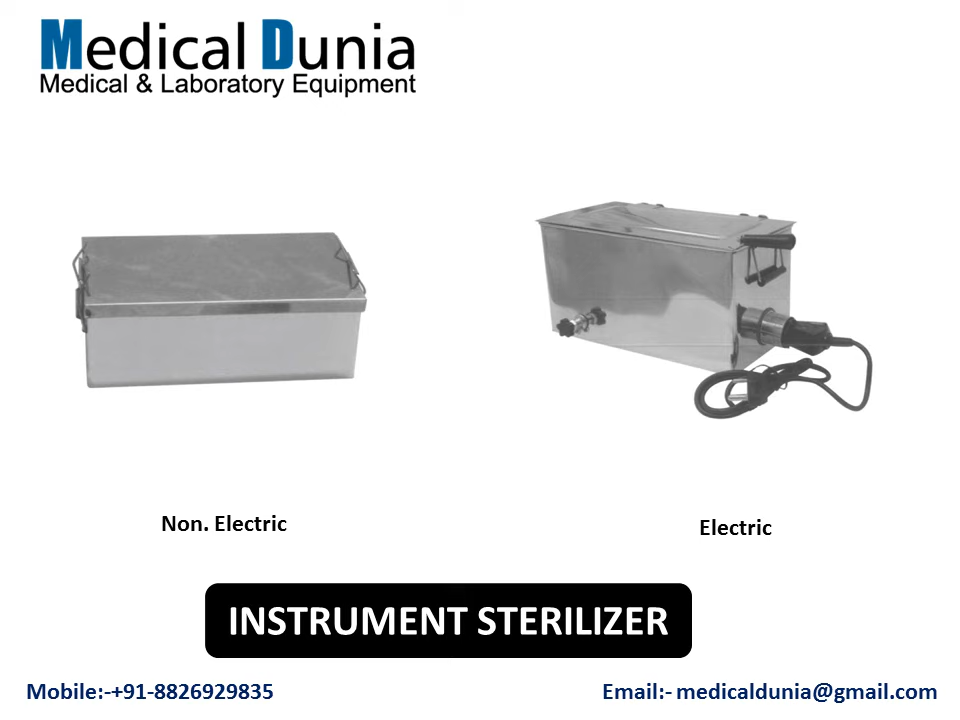 Medical Dunia
Medical & Laboratory Equipment
Non. Electric
Electric
INSTRUMENT STERILIZER
Mobile:-+91-8826929835
Email:- medicaldunia@gmail.com